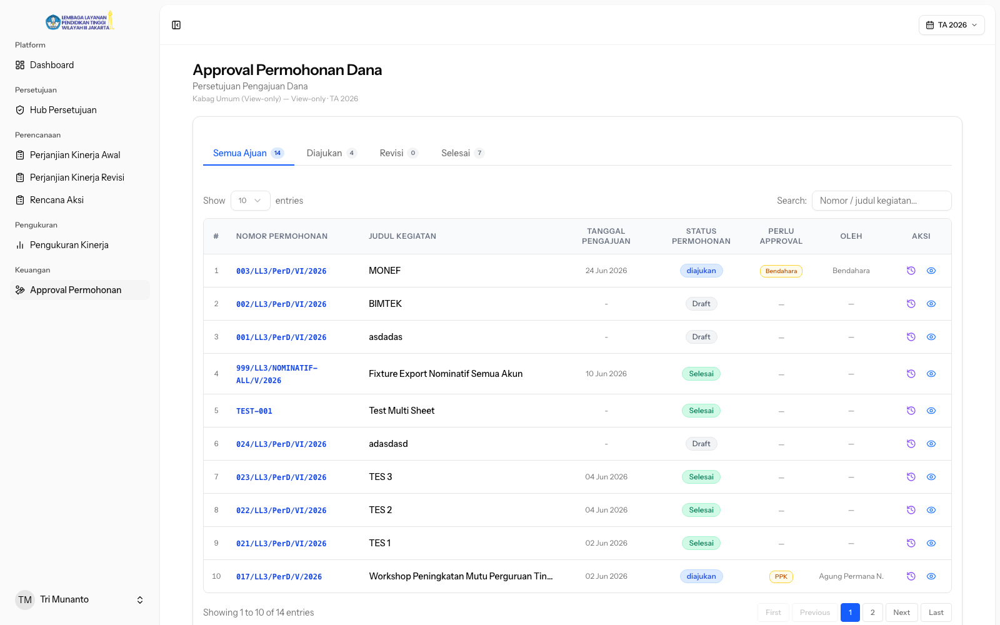 LEMBAGA LAYANAN
PENDIDIKAN TINGGI
WILAYAH III JAKARTA
Platform
Dashboard
Persetujuan
Hub Persetujuan
Perencanaan
Perjanjian Kinerja Awal
Perjanjian Kinerja Revisi
Rencana Aksi
Pengukuran
Pengukuran Kinerja
Keuangan
Approval Permohonan
TM Tri Munanto
TA 2026
Approval Permohonan Dana
Persetujuan Pengajuan Dana
Kabag Umum (View-only) — View-only · TA 2026
Semua Ajuan 14 Diajukan 4 Revisi 0 Selesai 7
Show 10 entries Search: Nomor / judul kegiatan...
# NOMOR PERMOHONAN JUDUL KEGIATAN TANGGAL PENGAJUAN STATUS PERMOHONAN PERLU APPROVAL OLEH AKSI
1 003/LL3/PerD/VI/2026 MONEF 24 Jun 2026 diajukan Bendahara Bendahara
2 002/LL3/PerD/VI/2026 BIMTEK - Draft — —
3 001/LL3/PerD/VI/2026 asdadas - Draft — —
4 999/LL3/NOMINATIF-ALL/V/2026 Fixture Export Nominatif Semua Akun 10 Jun 2026 Selesai — —
5 TEST-001 Test Multi Sheet - Selesai — —
6 024/LL3/PerD/VI/2026 adasdasd - Draft — —
7 023/LL3/PerD/VI/2026 TES 3 04 Jun 2026 Selesai — —
8 022/LL3/PerD/VI/2026 TES 2 04 Jun 2026 Selesai — —
9 021/LL3/PerD/VI/2026 TES 1 02 Jun 2026 Selesai — —
10 017/LL3/PerD/V/2026 Workshop Peningkatan Mutu Perguruan Tin... 02 Jun 2026 diajukan PPK Agung Permana N.
Showing 1 to 10 of 14 entries First Previous 1 2 Next Last